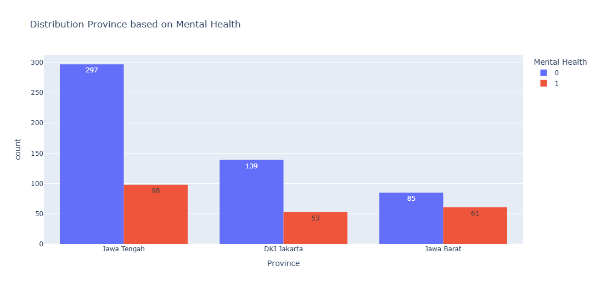 Distribution Province based on Mental Health
Mental Health
0
1
300
250
200
150
100
50
0
count
297
98
139
53
85
61
Jawa Tengah
DKI Jakarta
Jawa Barat
Province